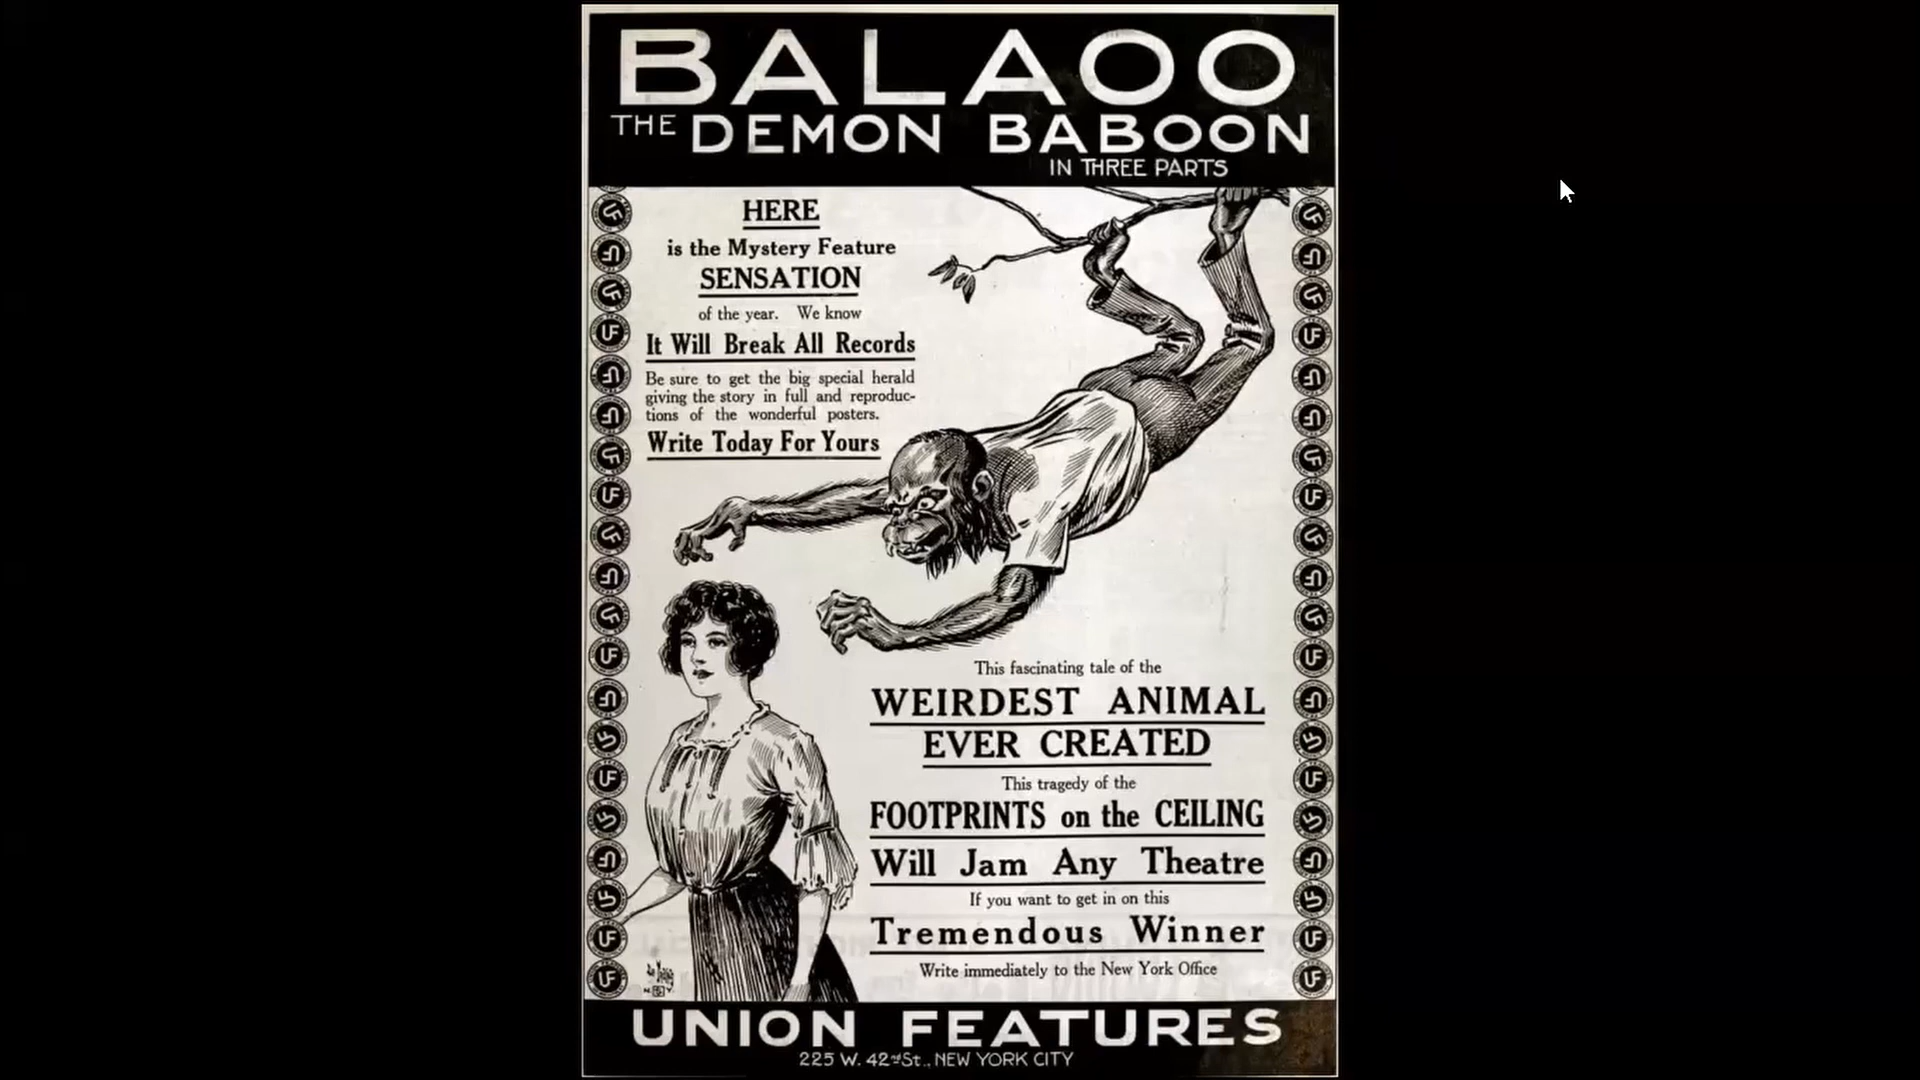 BALAOO
THE DEMON BABOON
IN THREE PARTS
HERE
is the Mystery Feature
SENSATION
of the year. We know
It Will Break All Records
Be sure to get the big special herald
giving the story in full and reproduc-
tions of the wonderful posters.
Write Today For Yours
This fascinating tale of the
WEIRDEST ANIMAL
EVER CREATED
This tragedy of the
FOOTPRINTS on the CEILING
Will Jam Any Theatre
If you want to get in on this
Tremendous Winner
Write immediately to the New York Office
UNION FEATURES
225 W. 42nd St., NEW YORK CITY